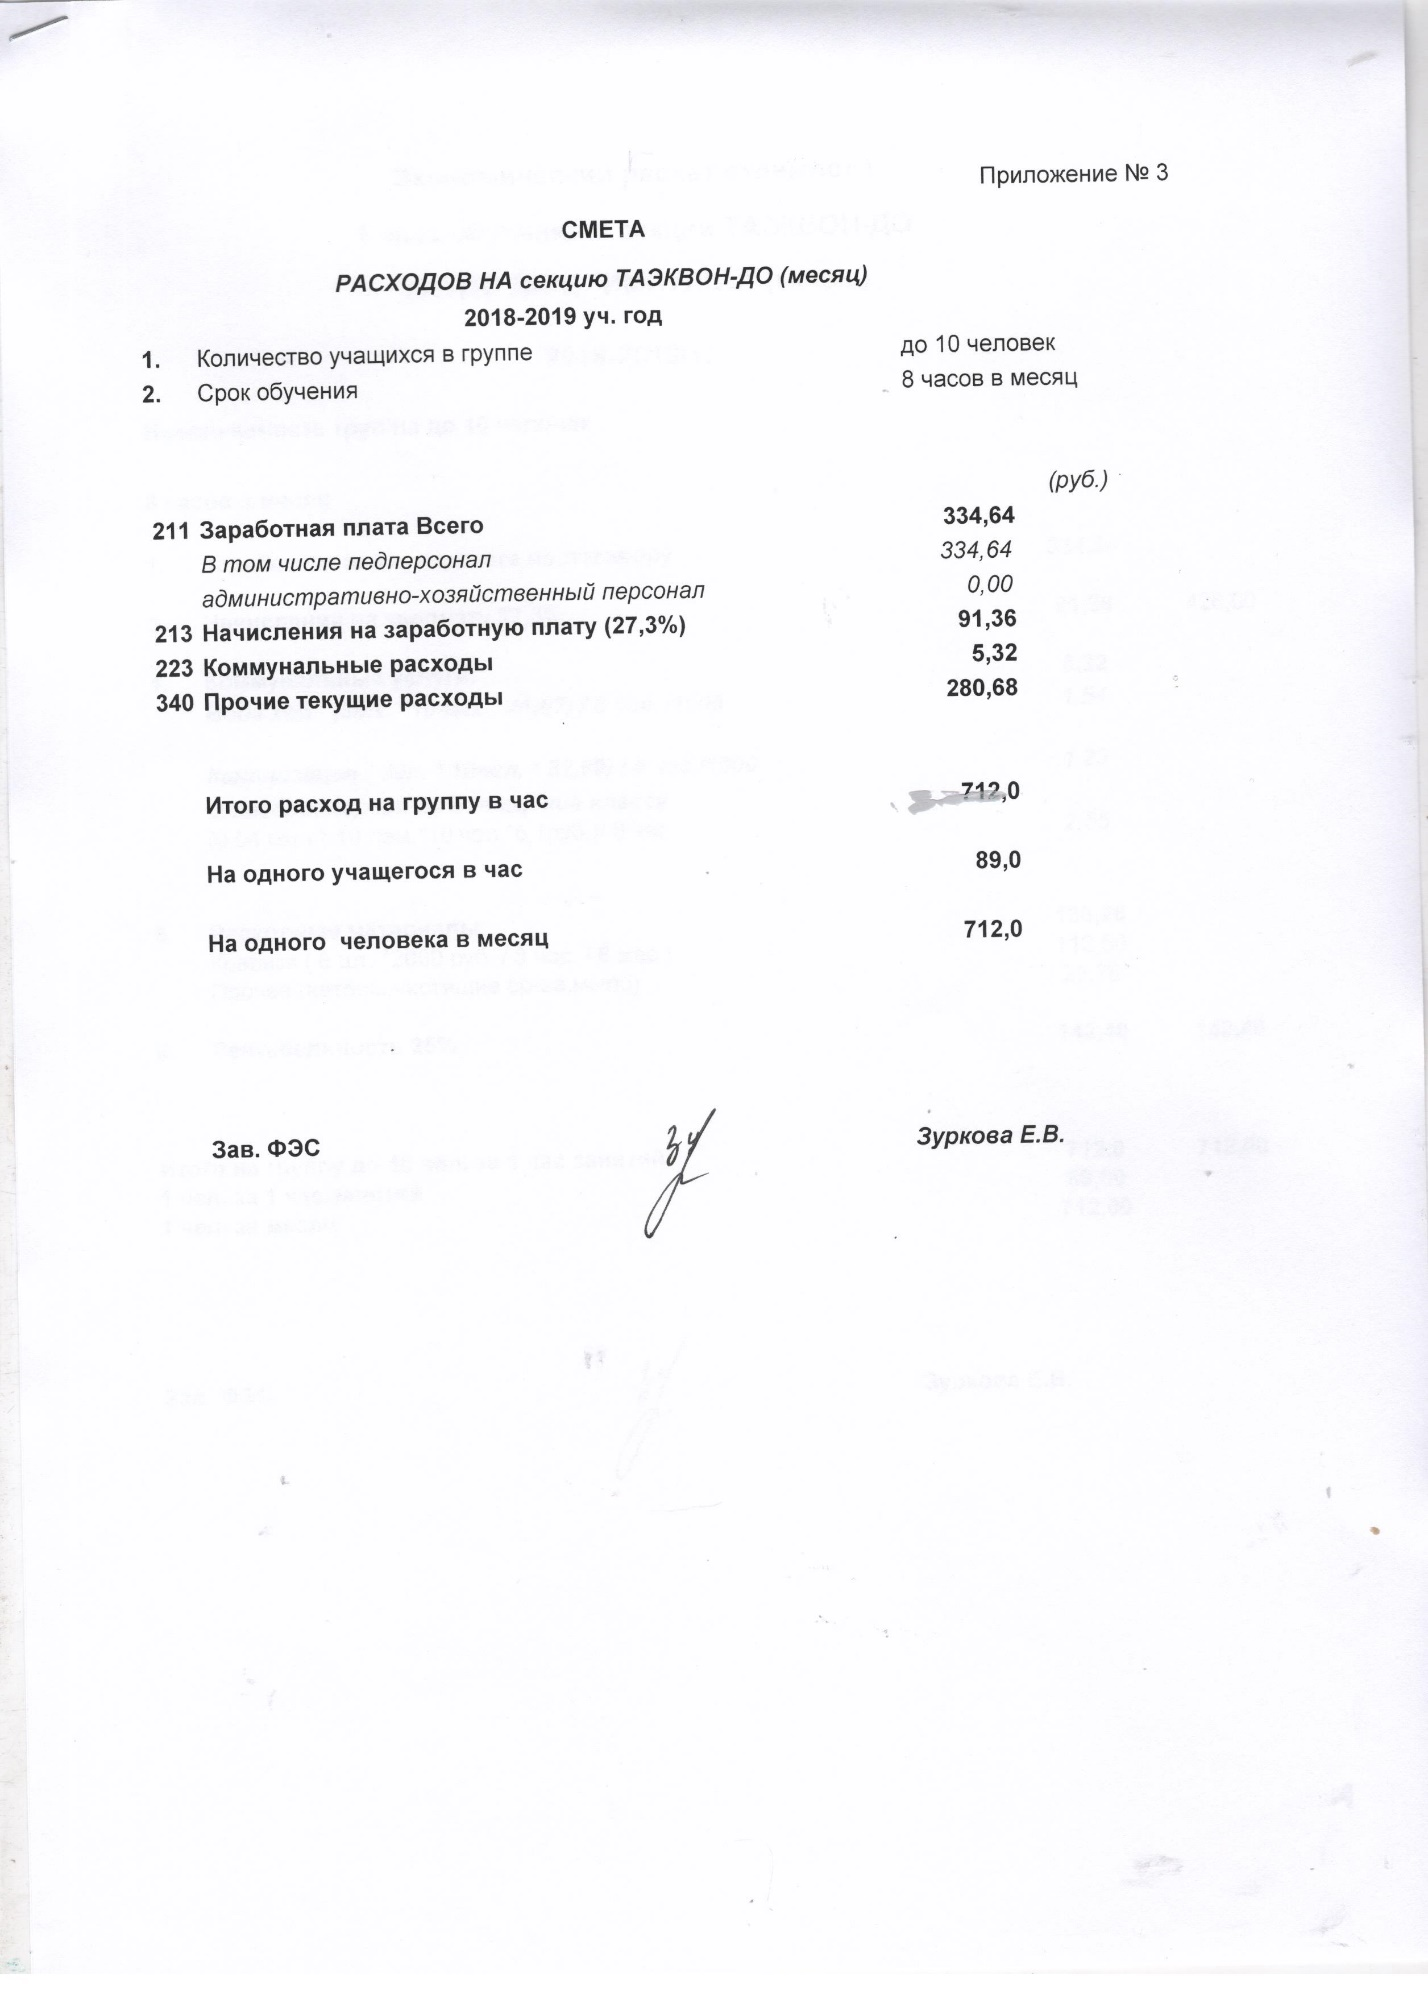 Приложение № 3
СМЕТА
РАСХОДОВ НА секцию ТАЭКВОН-ДО (месяц)
2018-2019 уч. год
1. Количество учащихся в группе до 10 человек
2. Срок обучения 8 часов в месяц
(руб.)
211 Заработная плата Всего 334,64
В том числе педперсонал 334,64
административно-хозяйственный персонал 0,00
213 Начисления на заработную плату (27,3%) 91,36
223 Коммунальные расходы 5,32
340 Прочие текущие расходы 280,68
Итого расход на группу в час 712,0
На одного учащегося в час 89,0
На одного человека в месяц 712,0
Зав. ФЭС Зуркова Е.В.